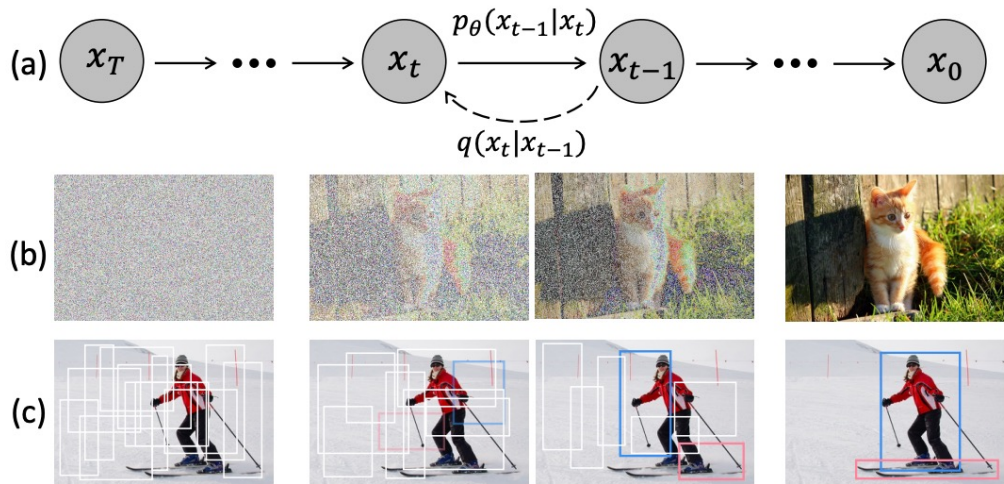 p_θ(x_{t−1}|x_t)
(a) x_T ••• x_t x_{t−1} ••• x_0
q(x_t|x_{t−1})
(b)
(c)